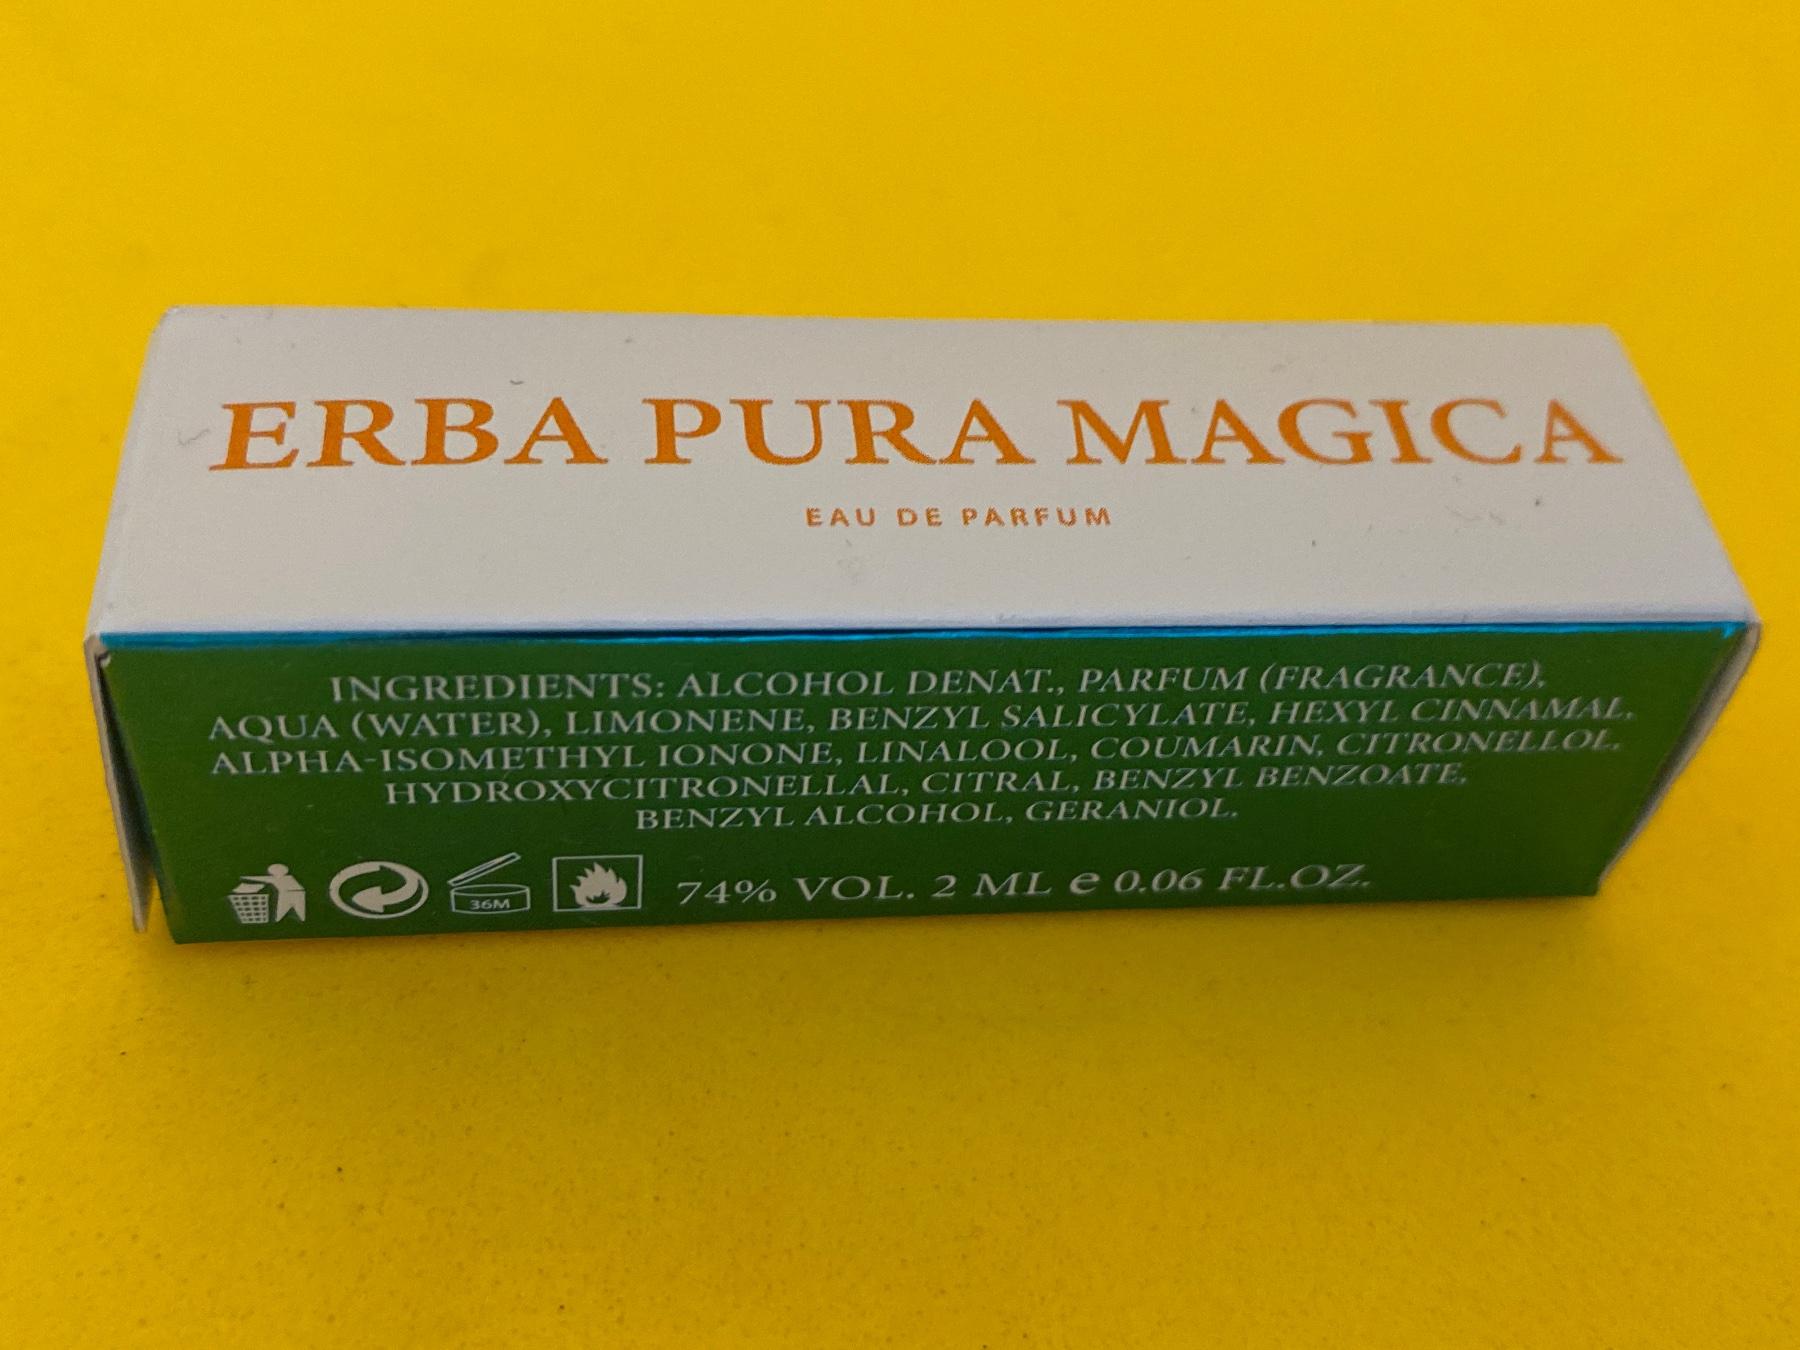 ERBA PURA MAGICA
EAU DE PARFUM
INGREDIENTS: ALCOHOL DENAT., PARFUM (FRAGRANCE),
AQUA (WATER), LIMONENE, BENZYL SALICYLATE, HEXYL CINNAMAL,
ALPHA-ISOMETHYL IONONE, LINALOOL, COUMARIN, CITRONELLOL,
HYDROXYCITRONELLAL, CITRAL, BENZYL BENZOATE,
BENZYL ALCOHOL, GERANIOL.
36M 74% VOL. 2 ML e 0.06 FL.OZ.